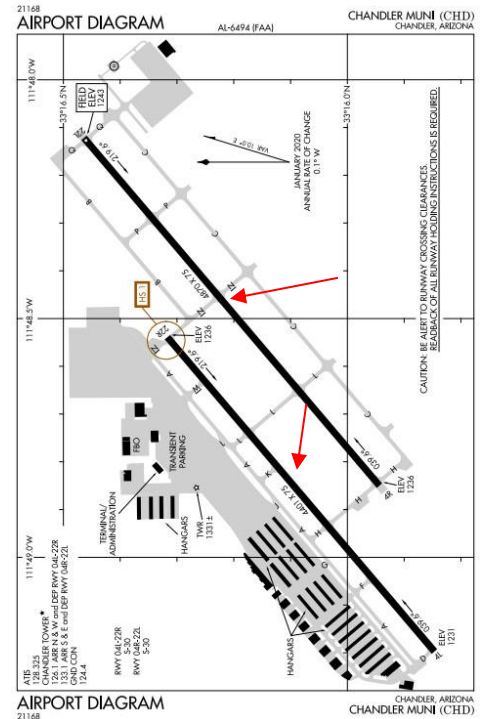 21168
AIRPORT DIAGRAM
AL-6494 (FAA)
CHANDLER MUNI (CHD)
CHANDLER, ARIZONA
111°48.0'W
33°16.5'N
33°16.0'N
FIELD
ELEV
1243
22L
219.6°
VAR 10.0° E
JANUARY 2020
ANNUAL RATE OF CHANGE
0.1° W
CAUTION: BE ALERT TO RUNWAY CROSSING CLEARANCES.
READBACK OF ALL RUNWAY HOLDING INSTRUCTIONS IS REQUIRED.
G
G
B
P
P
C
B
C
4870 X 75
HS 1
111°48.5'W
22R
ELEV
1236
219.6°
A
C
L
L
A
K
C
FBO
TRANSIENT
PARKING
TERMINAL/
ADMINISTRATION
HANGARS
TWR
1331±
4401 X 75
039.6°
H
4R
ELEV
1236
H
H
A
G
F
A
111°49.0'W
HANGARS
039.6°
ELEV
1231
4L
D
ATIS
128.325
CHANDLER TOWER*
126.1 ARR N & W and DEP RWY 04L-22R
133.1 ARR S & E and DEP RWY 04R-22L
GND CON
124.4
RWY 04L-22R
S-30
RWY 04R-22L
S-30
AIRPORT DIAGRAM
21168
CHANDLER, ARIZONA
CHANDLER MUNI (CHD)